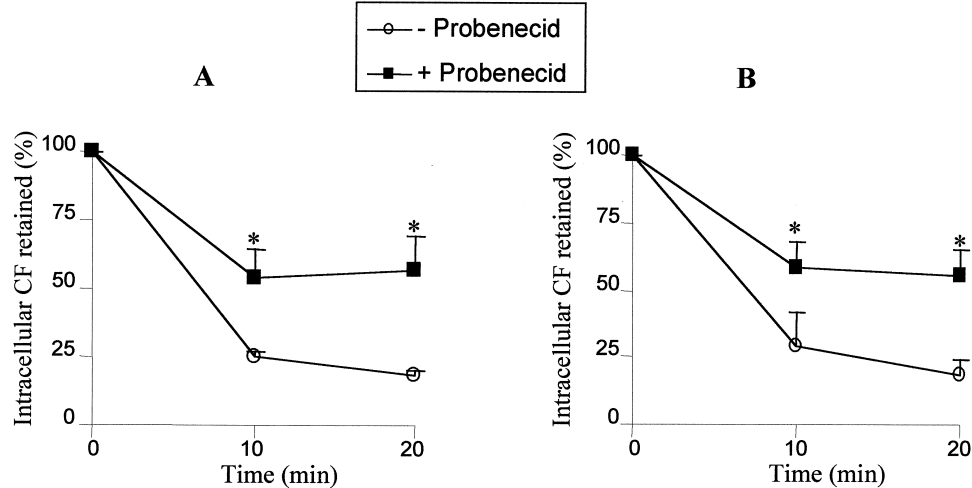 - Probenecid
+ Probenecid
A
B
Intracellular CF retained (%)
100
75
50
25
0
*
*
0
10
20
Time (min)
Intracellular CF retained (%)
100
75
50
25
0
*
*
0
10
20
Time (min)